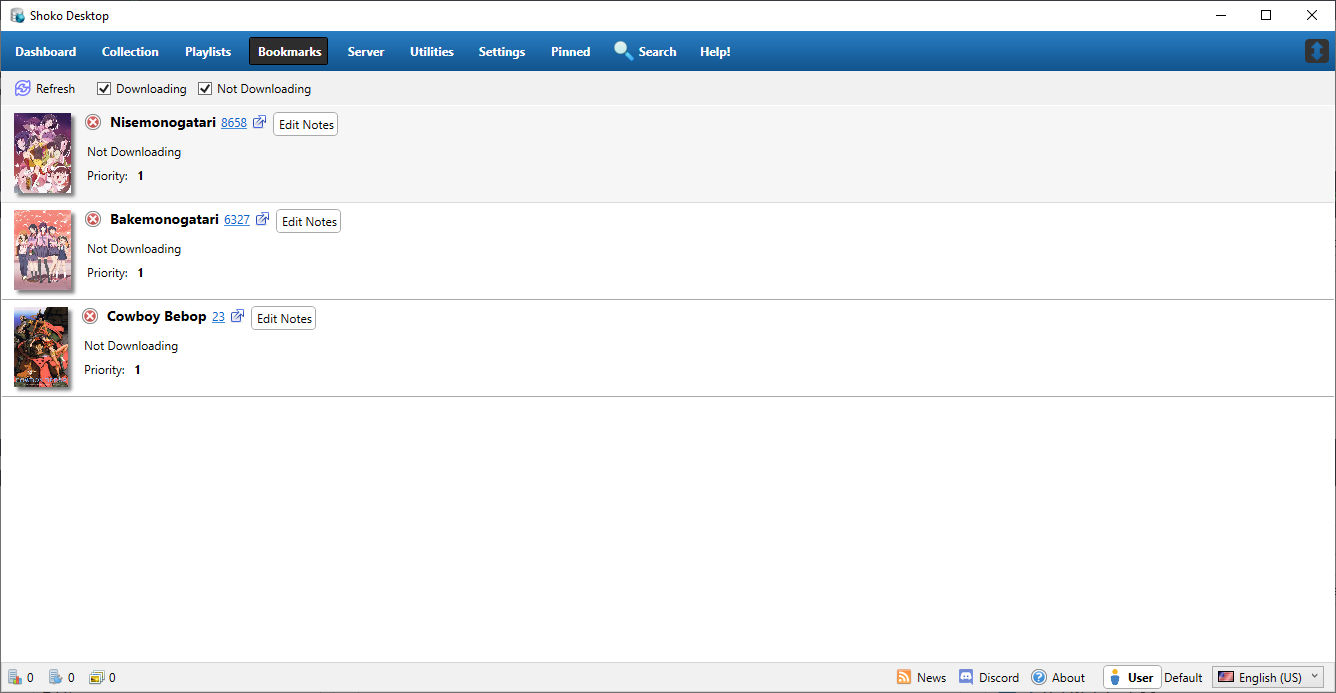 Shoko Desktop
Dashboard Collection Playlists Bookmarks Server Utilities Settings Pinned Search Help!
Refresh Downloading Not Downloading
Nisemonogatari 8658 Edit Notes
Not Downloading
Priority: 1
Bakemonogatari 6327 Edit Notes
Not Downloading
Priority: 1
Cowboy Bebop 23 Edit Notes
Not Downloading
Priority: 1
0 0 0 News Discord About User Default English (US)